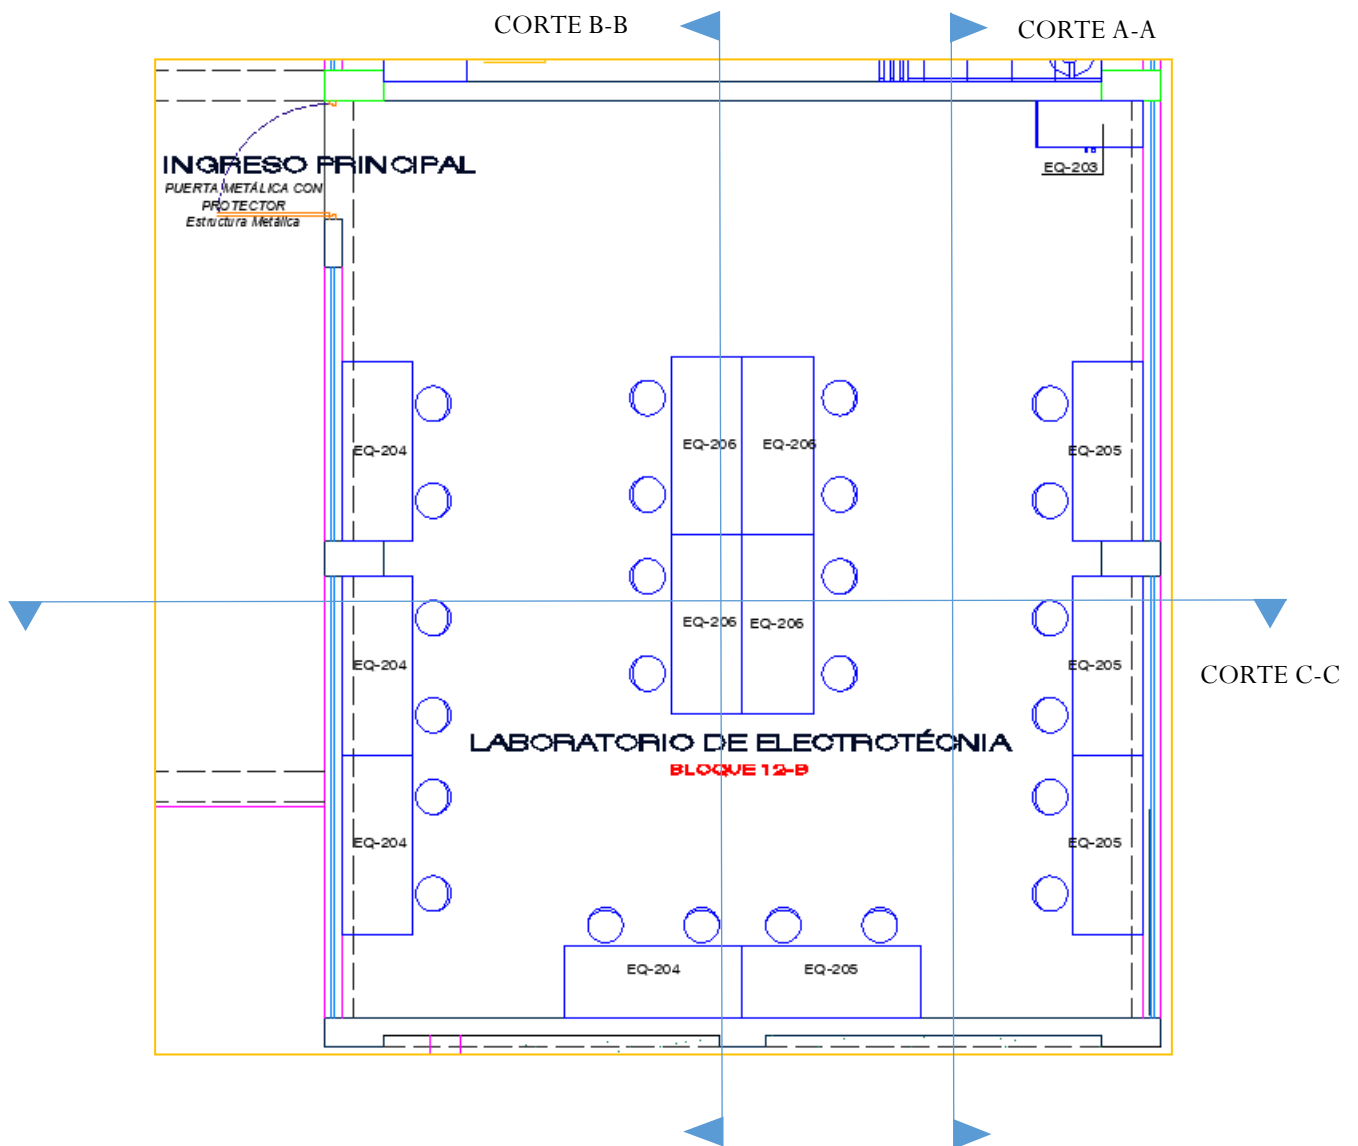 CORTE B-B
CORTE A-A
INGRESO PRINCIPAL
PUERTA METÁLICA CON
PROTECTOR
Estructura Metálica
EQ-203
EQ-204
EQ-206
EQ-206
EQ-205
EQ-206
EQ-206
EQ-204
EQ-205
CORTE C-C
LABORATORIO DE ELECTROTÉCNIA
BLOQUE 12-B
EQ-204
EQ-205
EQ-204
EQ-205